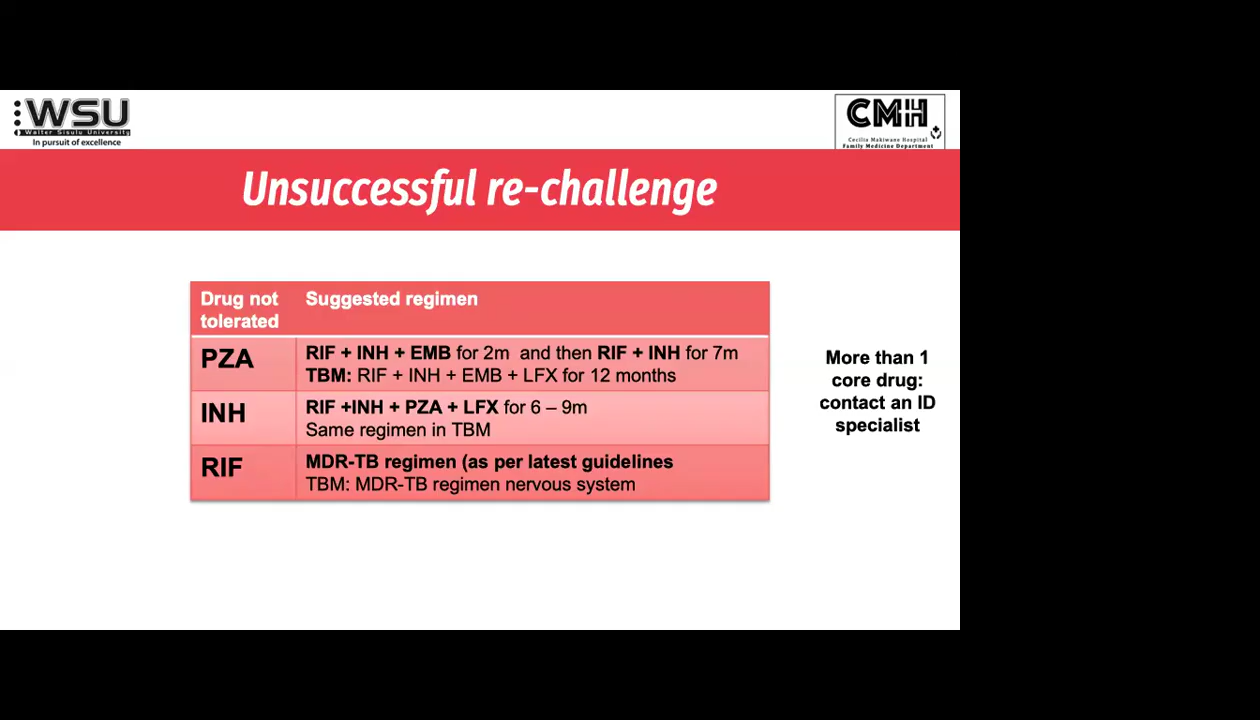 WSU
Walter Sisulu University
In pursuit of excellence
CMH
Cecilia Makiwane Hospital
Family Medicine Department
Unsuccessful re-challenge
Drug not tolerated
Suggested regimen
PZA
RIF + INH + EMB for 2m and then RIF + INH for 7m
TBM: RIF + INH + EMB + LFX for 12 months
INH
RIF +INH + PZA + LFX for 6 – 9m
Same regimen in TBM
RIF
MDR-TB regimen (as per latest guidelines
TBM: MDR-TB regimen nervous system
More than 1
core drug:
contact an ID
specialist